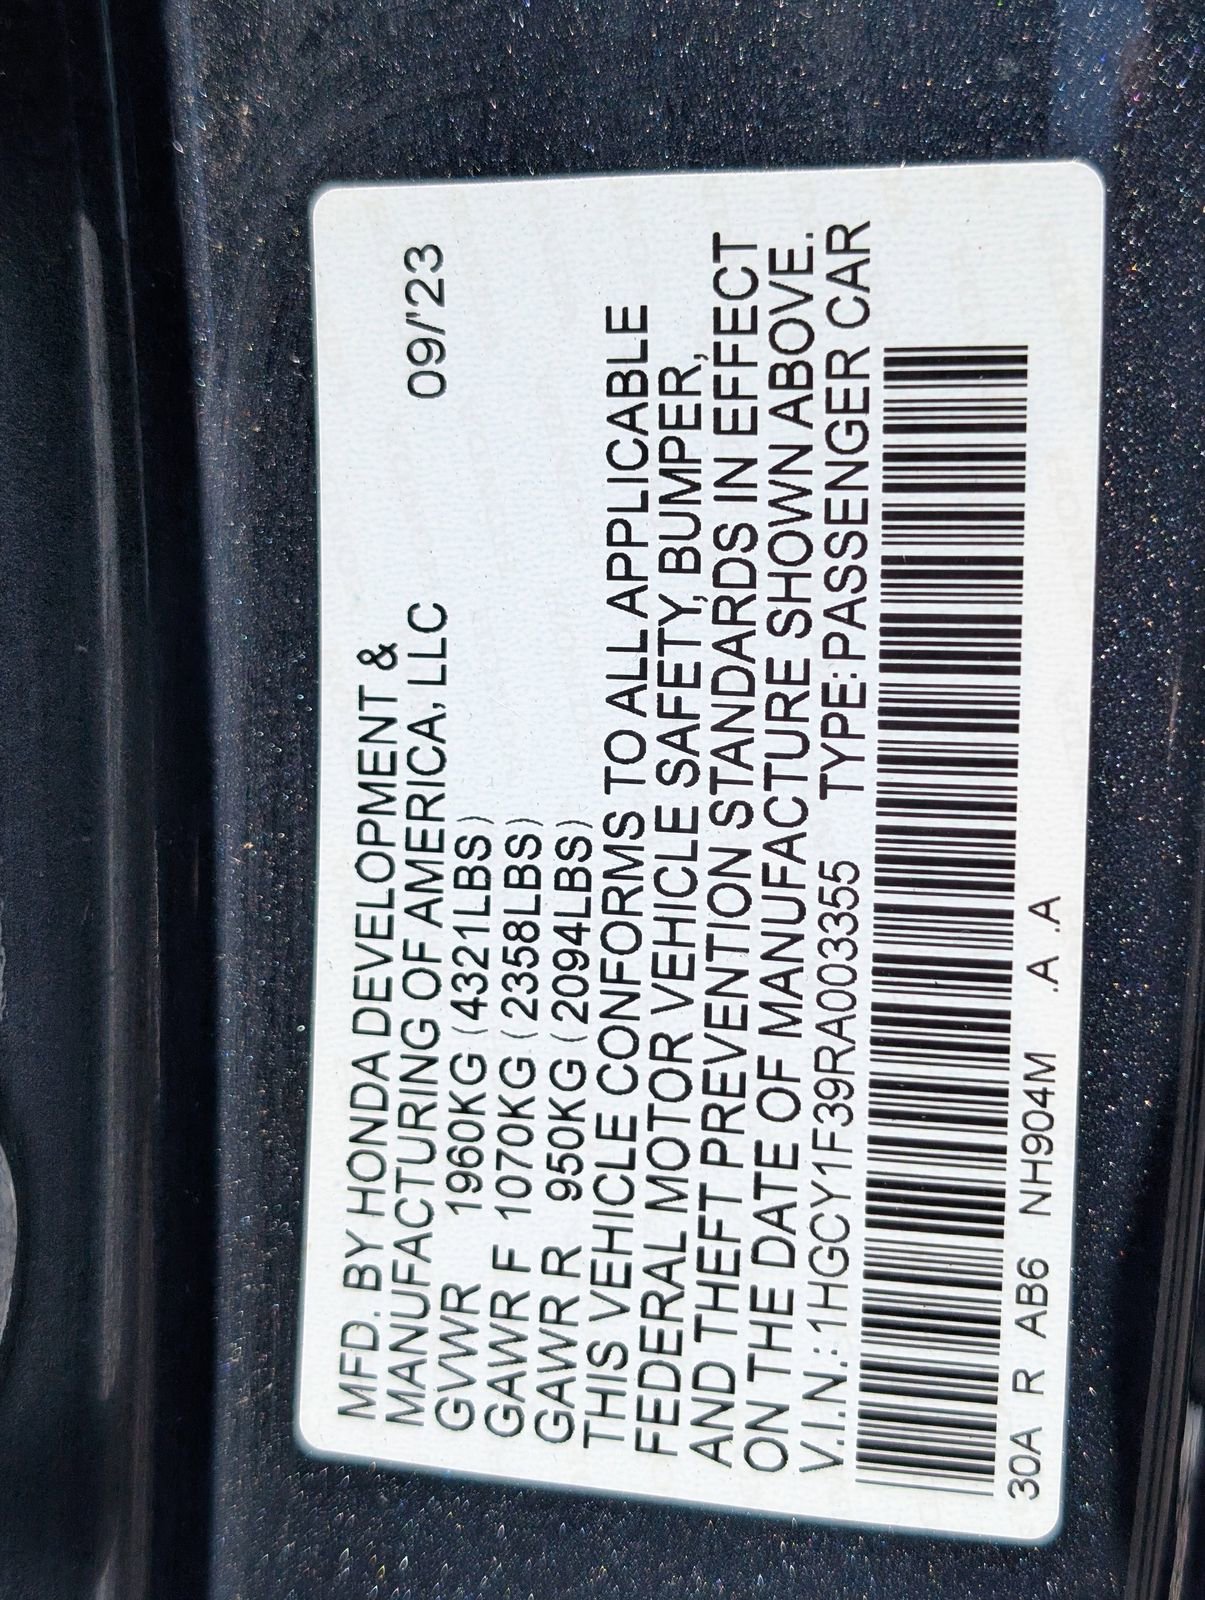 MFD. BY HONDA DEVELOPMENT &
MANUFACTURING OF AMERICA, LLC 09/'23
GVWR 1960KG (4321LBS)
GAWR F 1070KG (2358LBS)
GAWR R 950KG (2094LBS)
THIS VEHICLE CONFORMS TO ALL APPLICABLE
FEDERAL MOTOR VEHICLE SAFETY, BUMPER,
AND THEFT PREVENTION STANDARDS IN EFFECT
ON THE DATE OF MANUFACTURE SHOWN ABOVE.
V.I.N.: 1HGCY1F39RA003355 TYPE: PASSENGER CAR
30A R AB6 NH904M .A .A